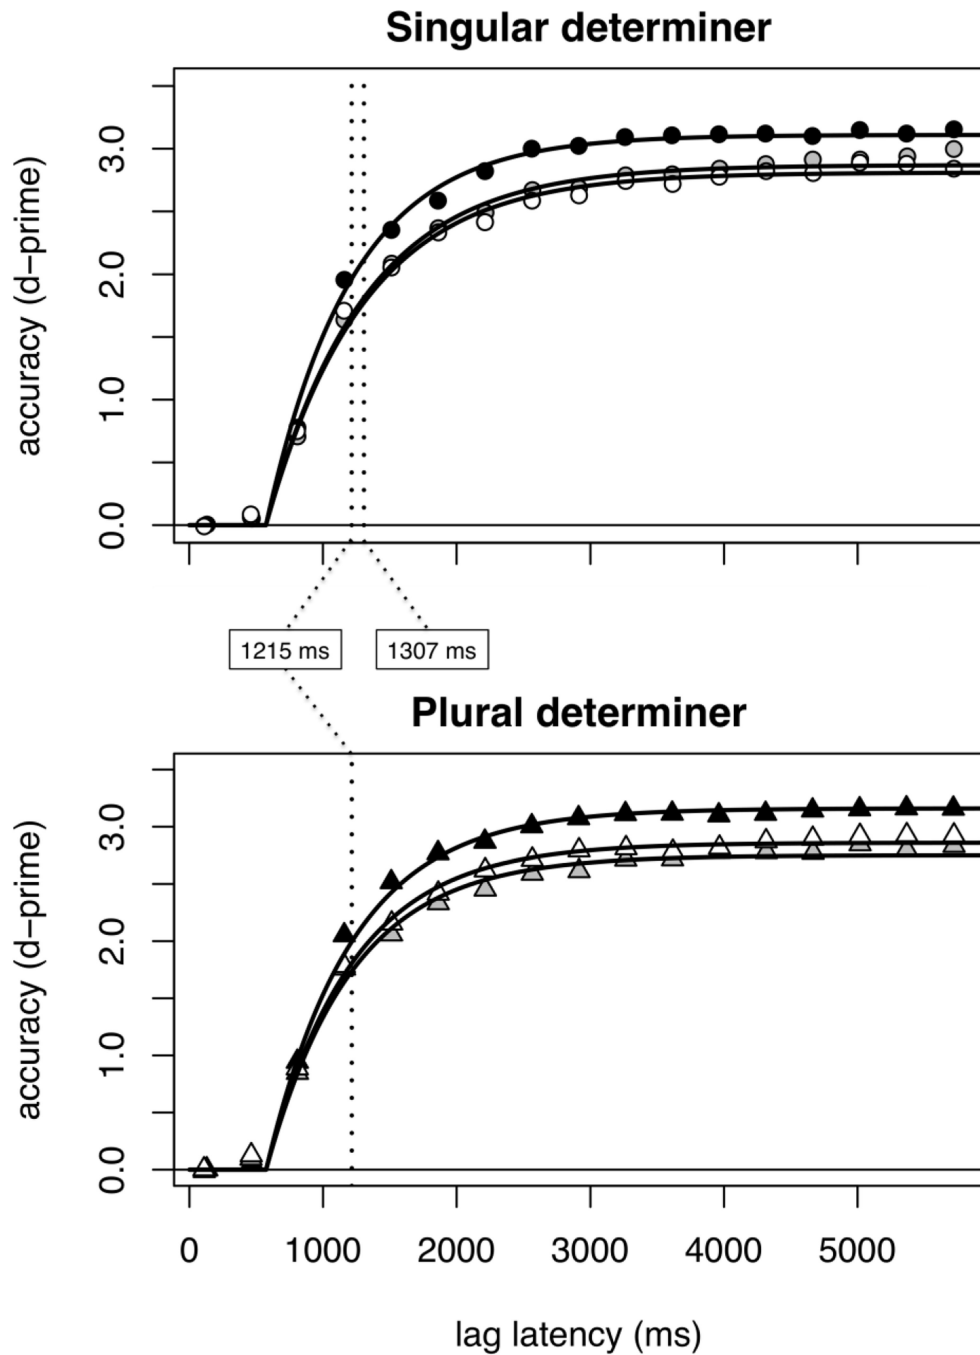 Singular determiner
accuracy (d-prime)
3.0
2.0
1.0
0.0
1215 ms
1307 ms
Plural determiner
accuracy (d-prime)
3.0
2.0
1.0
0.0
0 1000 2000 3000 4000 5000
lag latency (ms)